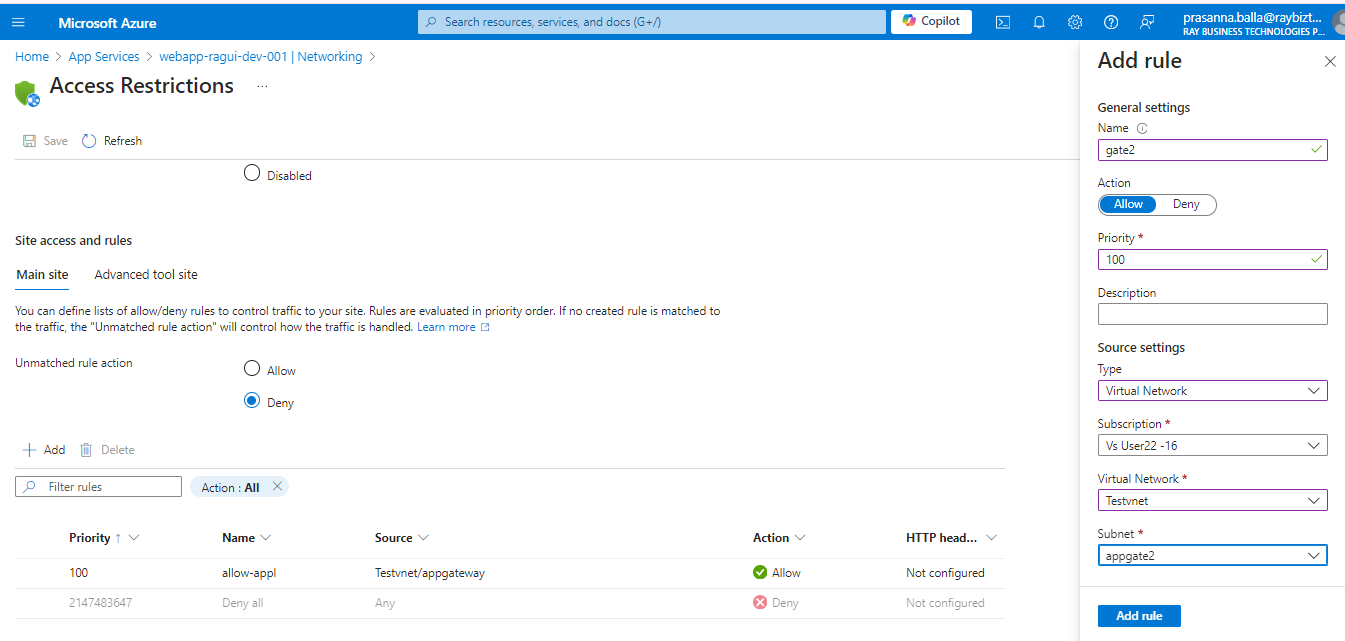 Microsoft Azure
Search resources, services, and docs (G+/)
Copilot
prasanna.balla@raybizt...
RAY BUSINESS TECHNOLOGIES P...
Home > App Services > webapp-ragui-dev-001 | Networking >
Access Restrictions ...
Save Refresh
Disabled
Site access and rules
Main site Advanced tool site
You can define lists of allow/deny rules to control traffic to your site. Rules are evaluated in priority order. If no created rule is matched to
the traffic, the "Unmatched rule action" will control how the traffic is handled. Learn more
Unmatched rule action
Allow
Deny
Add Delete
Filter rules Action : All
Priority ↑ Name Source Action HTTP head...
100 allow-appl Testvnet/appgateway Allow Not configured
2147483647 Deny all Any Deny Not configured
Add rule
General settings
Name
gate2
Action
Allow Deny
Priority *
100
Description
Source settings
Type
Virtual Network
Subscription *
Vs User22 -16
Virtual Network *
Testvnet
Subnet *
appgate2
Add rule